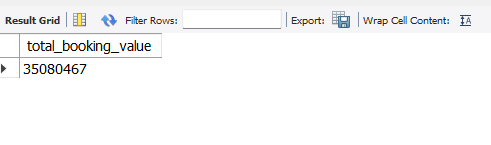 Result Grid Filter Rows: Export: Wrap Cell Content:
total_booking_value
35080467